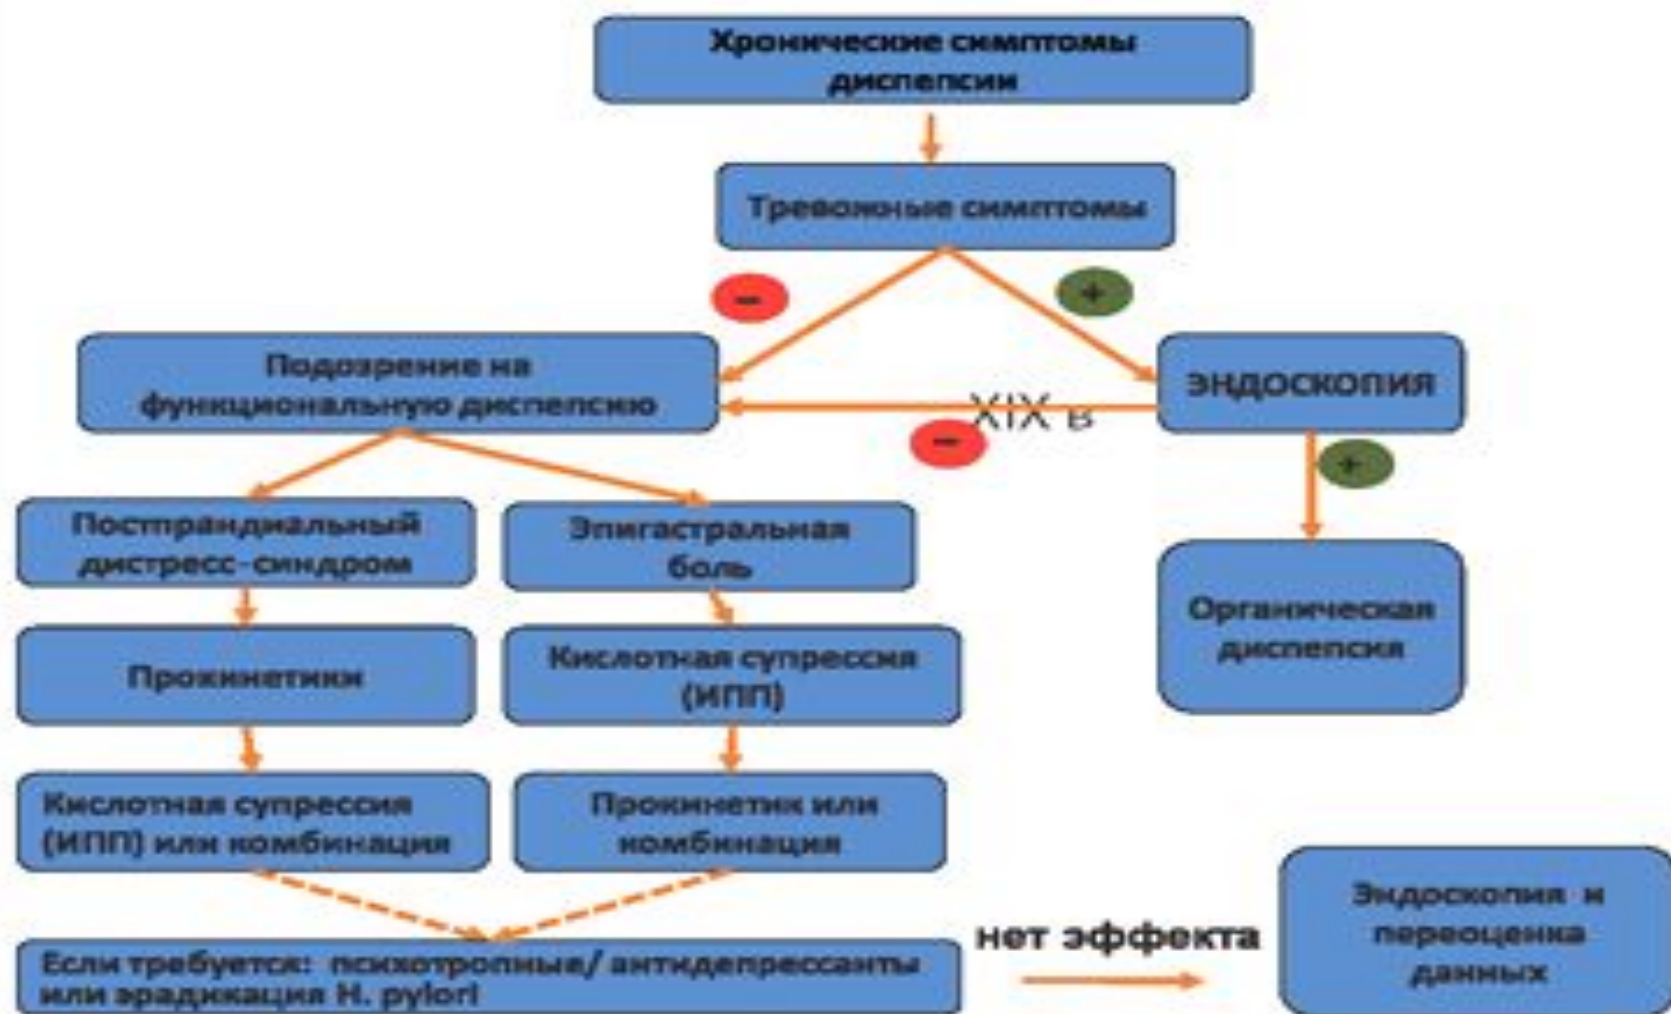 Хронические симптомы
диспепсии
Тревожные симптомы
−
+
Подозрение на
функциональную диспепсию
ЭНДОСКОПИЯ
XIX в
−
+
Постпрандиальный
дистресс-синдром
Эпигастральная
боль
Органическая
диспепсия
Прокинетики
Кислотная супрессия
(ИПП)
Кислотная супрессия
(ИПП) или комбинация
Прокинетик или
комбинация
Эндоскопия и
переоценка
данных
нет эффекта
Если требуется: психотропные/ антидепрессанты
или эрадикация H. pylori